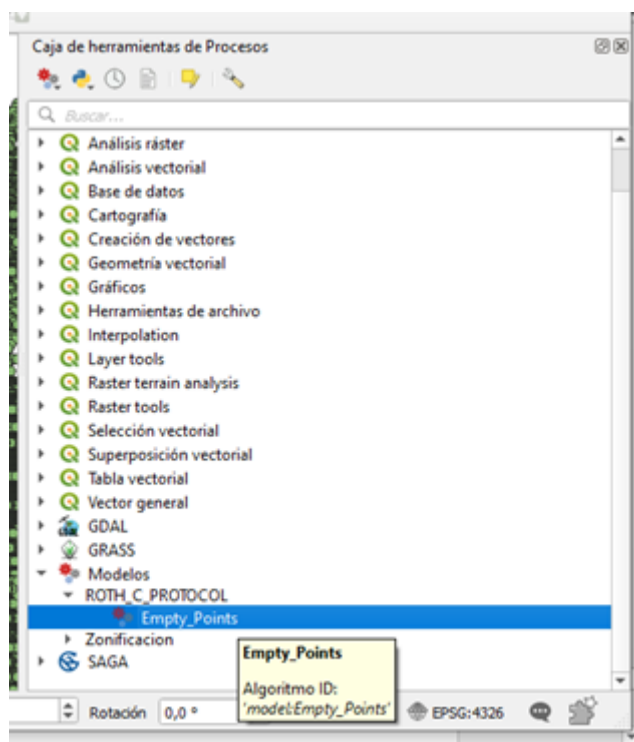 Caja de herramientas de Procesos
Buscar...
Análisis ráster
Análisis vectorial
Base de datos
Cartografía
Creación de vectores
Geometría vectorial
Gráficos
Herramientas de archivo
Interpolation
Layer tools
Raster terrain analysis
Raster tools
Selección vectorial
Superposición vectorial
Tabla vectorial
Vector general
GDAL
GRASS
Modelos
ROTH_C_PROTOCOL
Empty_Points
Zonificacion
SAGA
Empty_Points
Algoritmo ID:
'model:Empty_Points'
Rotación 0,0 ° EPSG:4326